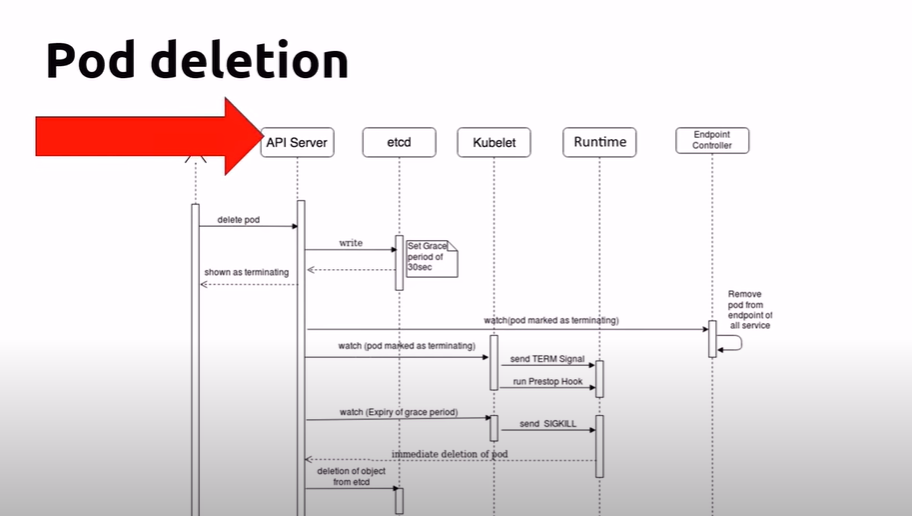 Pod deletion
API Server
etcd
Kubelet
Runtime
Endpoint
Controller
delete pod
write
Set Grace
period of
30sec
shown as terminating
Remove
pod from
endpoint of
all service
watch(pod marked as terminating)
watch (pod marked as terminating)
send TERM Signal
run Prestop Hook
watch (Expiry of grace period)
send SIGKILL
immediate deletion of pod
deletion of object
from etcd